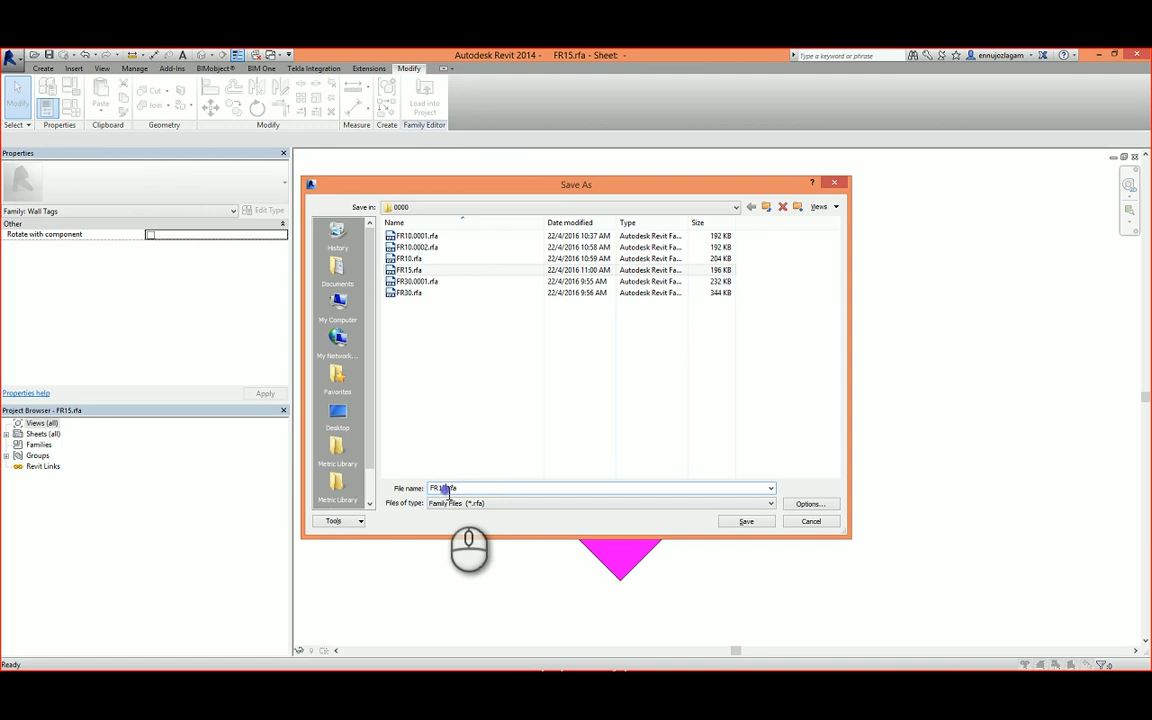 Autodesk Revit 2014 - FR15.rfa - Sheet: -
Type a keyword or phrase
ennujozlagam
Create Insert View Manage Add-Ins BIMobject® BIM One Tekla Integration Extensions Modify
Modify
Paste
Cut
Join
Load into
Project
Select Properties Clipboard Geometry Modify Measure Create Family Editor
Properties
Family: Wall Tags
Edit Type
Other
Rotate with component
Properties help
Apply
Project Browser - FR15.rfa
Views (all)
Sheets (all)
Families
Groups
Revit Links
Save As
Save in: 0000
Views
Name Date modified Type Size
FR10.0001.rfa 22/4/2016 10:37 AM Autodesk Revit Fa... 192 KB
FR10.0002.rfa 22/4/2016 10:58 AM Autodesk Revit Fa... 192 KB
FR10.rfa 22/4/2016 10:59 AM Autodesk Revit Fa... 204 KB
FR15.rfa 22/4/2016 11:00 AM Autodesk Revit Fa... 196 KB
FR30.0001.rfa 22/4/2016 9:55 AM Autodesk Revit Fa... 232 KB
FR30.rfa 22/4/2016 9:56 AM Autodesk Revit Fa... 344 KB
History
Documents
My Computer
My Network...
Favorites
Desktop
Metric Library
Metric Library
File name:
Files of type: Family Files (*.rfa)
Options...
Tools
Save
Cancel
Ready